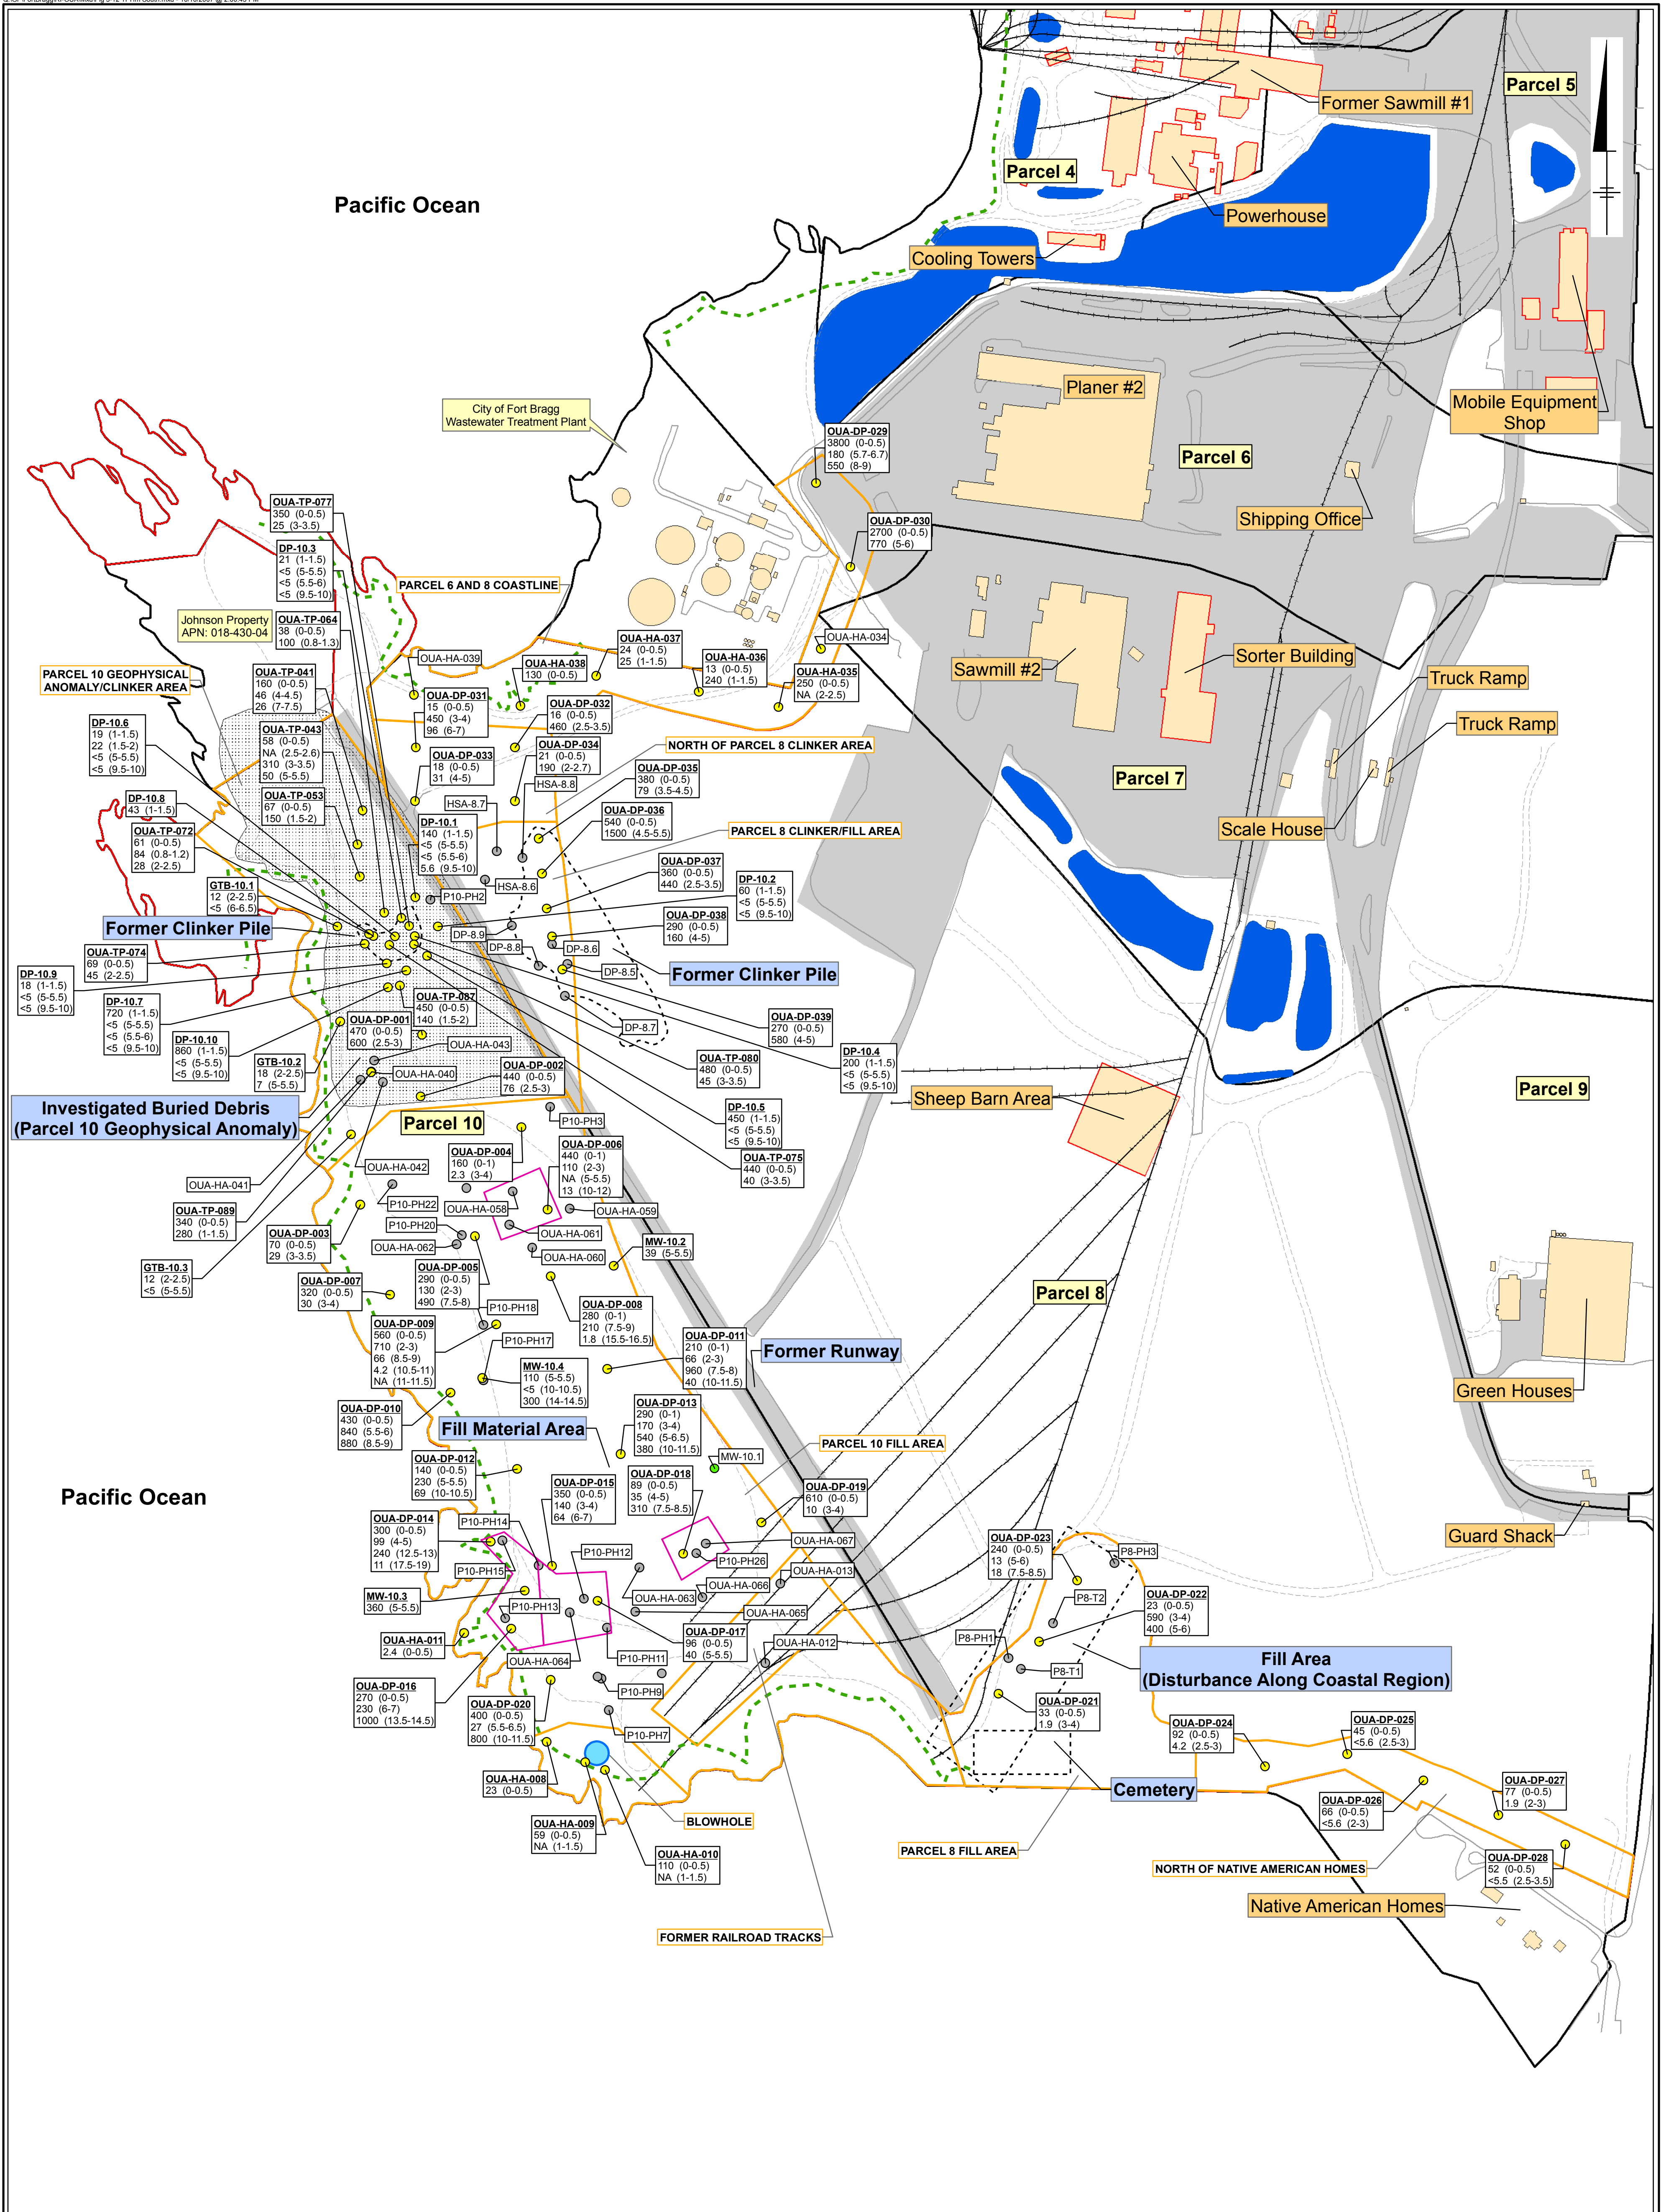 Parcel 5
Former Sawmill #1
Parcel 4
Pacific Ocean
Powerhouse
Cooling Towers
Planer #2
Mobile Equipment
Shop
City of Fort Bragg
Wastewater Treatment Plant
OUA-DP-029
3800 (0-0.5)
180 (5.7-6.7)
550 (8-9)
Parcel 6
OUA-TP-077
350 (0-0.5)
25 (3-3.5)
Shipping Office
OUA-DP-030
2700 (0-0.5)
770 (5-6)
DP-10.3
21 (1-1.5)
<5 (5-5.5)
<5 (5.5-6)
<5 (9.5-10)
PARCEL 6 AND 8 COASTLINE
Johnson Property
APN: 018-430-04
OUA-TP-064
38 (0-0.5)
100 (0.8-1.3)
OUA-HA-034
OUA-HA-037
24 (0-0.5)
25 (1-1.5)
OUA-HA-039
OUA-HA-038
130 (0-0.5)
OUA-HA-036
13 (0-0.5)
240 (1-1.5)
OUA-HA-035
250 (0-0.5)
NA (2-2.5)
Sawmill #2
Sorter Building
Truck Ramp
Truck Ramp
PARCEL 10 GEOPHYSICAL
ANOMALY/CLINKER AREA
OUA-TP-041
160 (0-0.5)
46 (4-4.5)
26 (7-7.5)
OUA-DP-031
15 (0-0.5)
450 (3-4)
96 (6-7)
OUA-DP-032
16 (0-0.5)
460 (2.5-3.5)
DP-10.6
19 (1-1.5)
22 (1.5-2)
<5 (5-5.5)
<5 (9.5-10)
OUA-TP-043
58 (0-0.5)
NA (2.5-2.6)
310 (3-3.5)
50 (5-5.5)
OUA-DP-033
18 (0-0.5)
31 (4-5)
OUA-DP-034
21 (0-0.5)
190 (2-2.7)
NORTH OF PARCEL 8 CLINKER AREA
HSA-8.8
OUA-DP-035
380 (0-0.5)
79 (3.5-4.5)
Parcel 7
DP-10.8
43 (1-1.5)
OUA-TP-053
67 (0-0.5)
150 (1.5-2)
HSA-8.7
OUA-DP-036
540 (0-0.5)
1500 (4.5-5.5)
DP-10.1
140 (1-1.5)
<5 (5-5.5)
<5 (5.5-6)
5.6 (9.5-10)
PARCEL 8 CLINKER/FILL AREA
Scale House
OUA-TP-072
61 (0-0.5)
84 (0.8-1.2)
28 (2-2.5)
OUA-DP-037
360 (0-0.5)
440 (2.5-3.5)
GTB-10.1
12 (2-2.5)
<5 (6-6.5)
HSA-8.6
P10-PH2
DP-10.2
60 (1-1.5)
<5 (5-5.5)
<5 (9.5-10)
Former Clinker Pile
OUA-DP-038
290 (0-0.5)
160 (4-5)
DP-8.9
DP-8.8
DP-8.6
DP-8.5
Former Clinker Pile
OUA-TP-074
69 (0-0.5)
45 (2-2.5)
DP-10.9
18 (1-1.5)
<5 (5-5.5)
<5 (9.5-10)
DP-10.7
720 (1-1.5)
<5 (5-5.5)
<5 (5.5-6)
<5 (9.5-10)
OUA-TP-087
450 (0-0.5)
140 (1.5-2)
OUA-DP-001
470 (0-0.5)
600 (2.5-3)
DP-8.7
OUA-DP-039
270 (0-0.5)
580 (4-5)
DP-10.10
860 (1-1.5)
<5 (5-5.5)
<5 (9.5-10)
OUA-HA-043
OUA-TP-080
480 (0-0.5)
45 (3-3.5)
DP-10.4
200 (1-1.5)
<5 (5-5.5)
<5 (9.5-10)
GTB-10.2
18 (2-2.5)
7 (5-5.5)
OUA-HA-040
OUA-DP-002
440 (0-0.5)
76 (2.5-3)
Parcel 9
Sheep Barn Area
Investigated Buried Debris
(Parcel 10 Geophysical Anomaly)
Parcel 10
P10-PH3
DP-10.5
450 (1-1.5)
<5 (5-5.5)
<5 (9.5-10)
OUA-TP-075
440 (0-0.5)
40 (3-3.5)
OUA-DP-004
160 (0-1)
2.3 (3-4)
OUA-DP-006
440 (0-1)
110 (2-3)
NA (5-5.5)
13 (10-12)
OUA-HA-042
OUA-HA-041
P10-PH22
OUA-HA-058
OUA-HA-059
OUA-TP-089
340 (0-0.5)
280 (1-1.5)
P10-PH20
OUA-HA-061
OUA-DP-003
70 (0-0.5)
29 (3-3.5)
OUA-HA-062
OUA-HA-060
MW-10.2
39 (5-5.5)
GTB-10.3
12 (2-2.5)
<5 (5-5.5)
OUA-DP-005
290 (0-0.5)
130 (2-3)
490 (7.5-8)
OUA-DP-007
320 (0-0.5)
30 (3-4)
Parcel 8
P10-PH18
OUA-DP-008
280 (0-1)
210 (7.5-9)
1.8 (15.5-16.5)
OUA-DP-009
560 (0-0.5)
710 (2-3)
66 (8.5-9)
4.2 (10.5-11)
NA (11-11.5)
P10-PH17
OUA-DP-011
210 (0-1)
66 (2-3)
960 (7.5-8)
40 (10-11.5)
Former Runway
MW-10.4
110 (5-5.5)
<5 (10-10.5)
300 (14-14.5)
Green Houses
OUA-DP-010
430 (0-0.5)
840 (5.5-6)
880 (8.5-9)
OUA-DP-013
290 (0-1)
170 (3-4)
540 (5-6.5)
380 (10-11.5)
Fill Material Area
PARCEL 10 FILL AREA
MW-10.1
OUA-DP-012
140 (0-0.5)
230 (5-5.5)
69 (10-10.5)
OUA-DP-018
89 (0-0.5)
35 (4-5)
310 (7.5-8.5)
OUA-DP-015
350 (0-0.5)
140 (3-4)
64 (6-7)
OUA-DP-019
610 (0-0.5)
10 (3-4)
Pacific Ocean
OUA-DP-014
300 (0-0.5)
99 (4-5)
240 (12.5-13)
11 (17.5-19)
P10-PH14
Guard Shack
OUA-HA-067
OUA-DP-023
240 (0-0.5)
13 (5-6)
18 (7.5-8.5)
P8-PH3
P10-PH12
P10-PH26
P10-PH15
OUA-HA-013
OUA-HA-066
MW-10.3
360 (5-5.5)
OUA-HA-063
P8-T2
OUA-DP-022
23 (0-0.5)
590 (3-4)
400 (5-6)
P10-PH13
OUA-HA-065
OUA-HA-011
2.4 (0-0.5)
OUA-DP-017
96 (0-0.5)
40 (5-5.5)
OUA-HA-012
P8-PH1
OUA-HA-064
P10-PH11
P8-T1
Fill Area
(Disturbance Along Coastal Region)
OUA-DP-016
270 (0-0.5)
230 (6-7)
1000 (13.5-14.5)
P10-PH9
OUA-DP-020
400 (0-0.5)
27 (5.5-6.5)
800 (10-11.5)
OUA-DP-021
33 (0-0.5)
1.9 (3-4)
P10-PH7
OUA-DP-024
92 (0-0.5)
4.2 (2.5-3)
OUA-DP-025
45 (0-0.5)
<5.6 (2.5-3)
OUA-HA-008
23 (0-0.5)
Cemetery
OUA-DP-027
77 (0-0.5)
1.9 (2-3)
OUA-DP-026
66 (0-0.5)
<5.6 (2-3)
OUA-HA-009
59 (0-0.5)
NA (1-1.5)
BLOWHOLE
OUA-HA-010
110 (0-0.5)
NA (1-1.5)
PARCEL 8 FILL AREA
NORTH OF NATIVE AMERICAN HOMES
OUA-DP-028
52 (0-0.5)
<5.5 (2.5-3.5)
Native American Homes
FORMER RAILROAD TRACKS